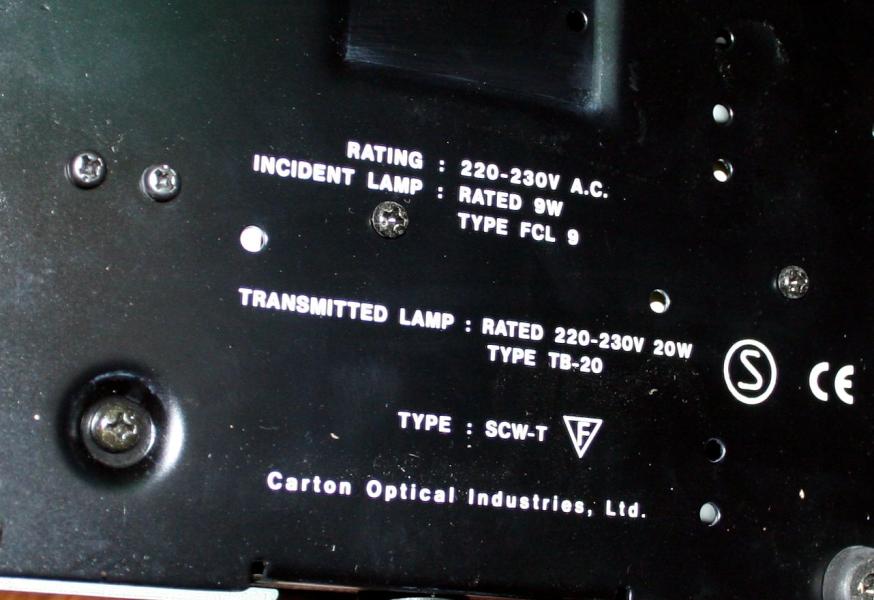 RATING : 220-230V A.C.
INCIDENT LAMP : RATED 9W
TYPE FCL 9
TRANSMITTED LAMP : RATED 220-230V 20W
TYPE TB-20
S CE
TYPE : SCW-T F
Carton Optical Industries, Ltd.